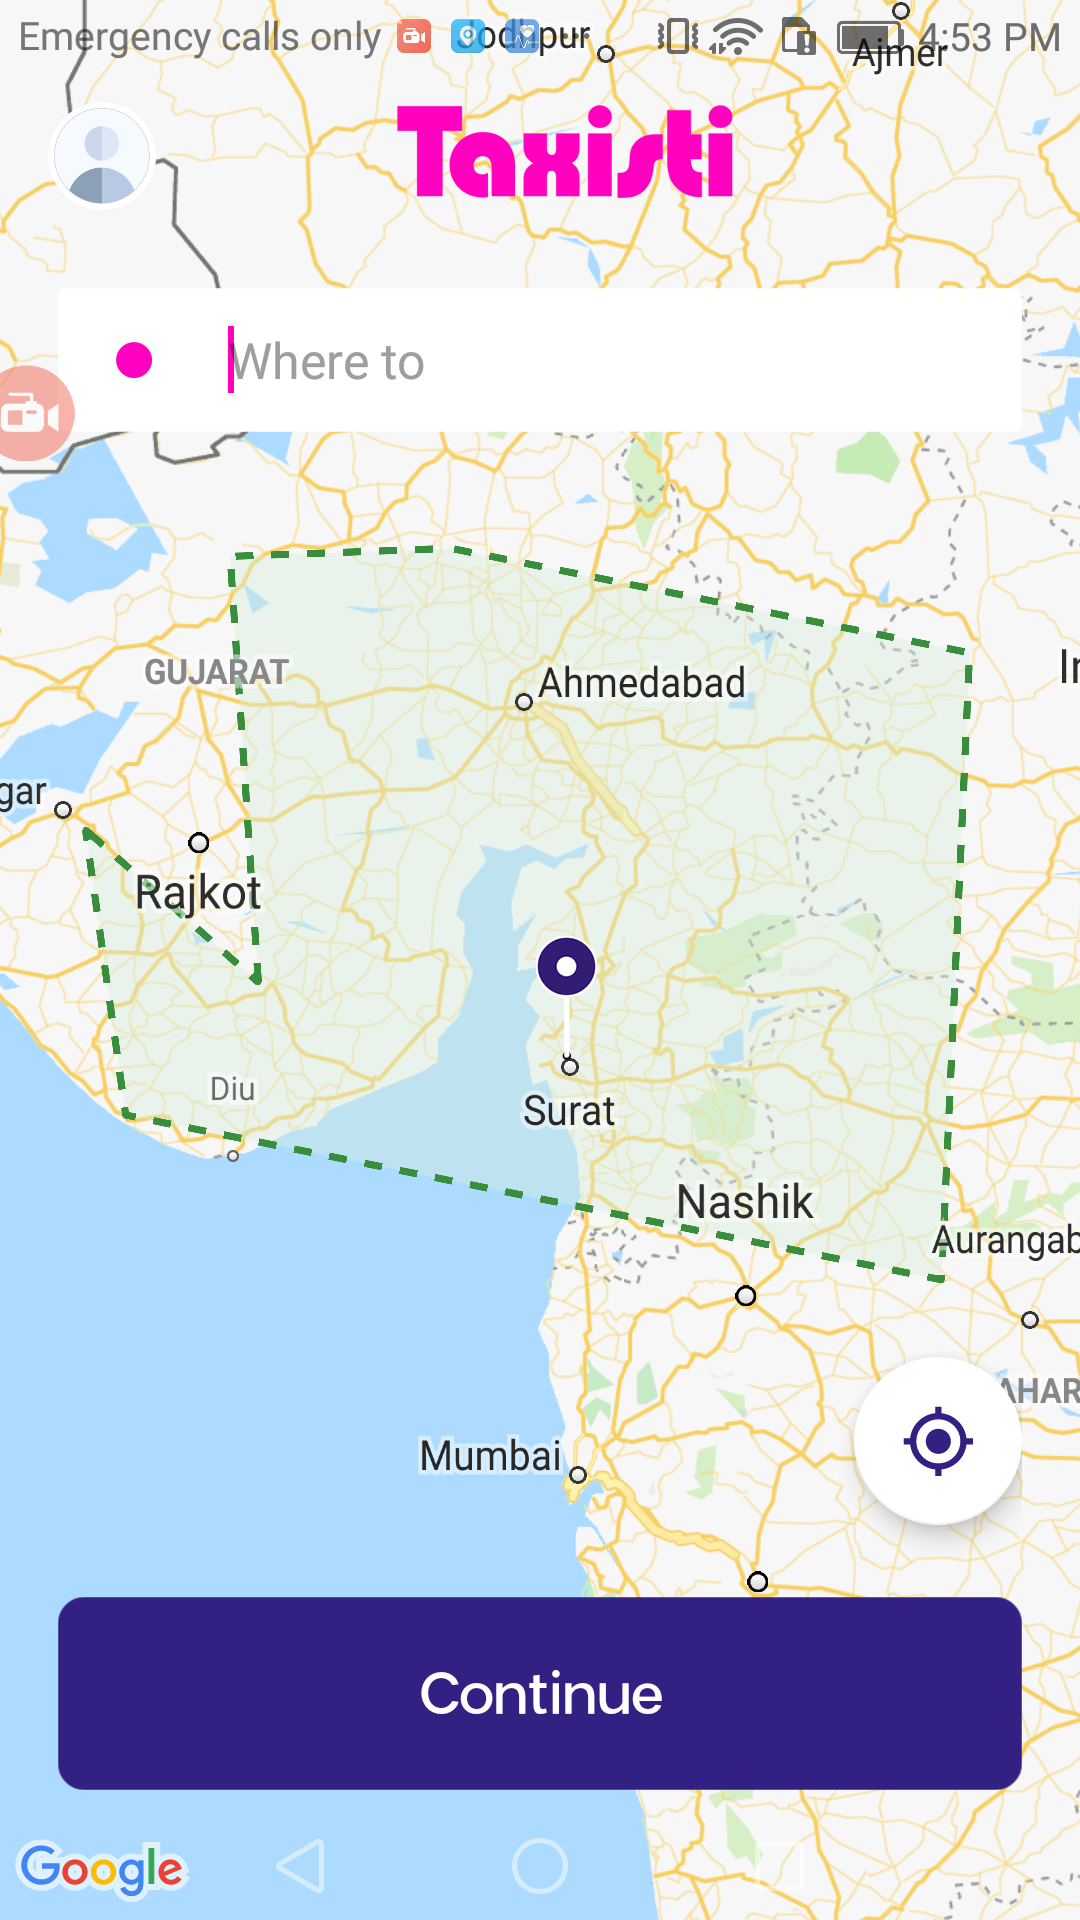 Emergency calls only
Jodhpur
4:53 PM
Ajmer
Taxisti
Where to
GUJARAT
Ahmedabad
In
gar
Rajkot
Diu
Surat
Nashik
Aurangab
AHAR
Mumbai
Continue
Google